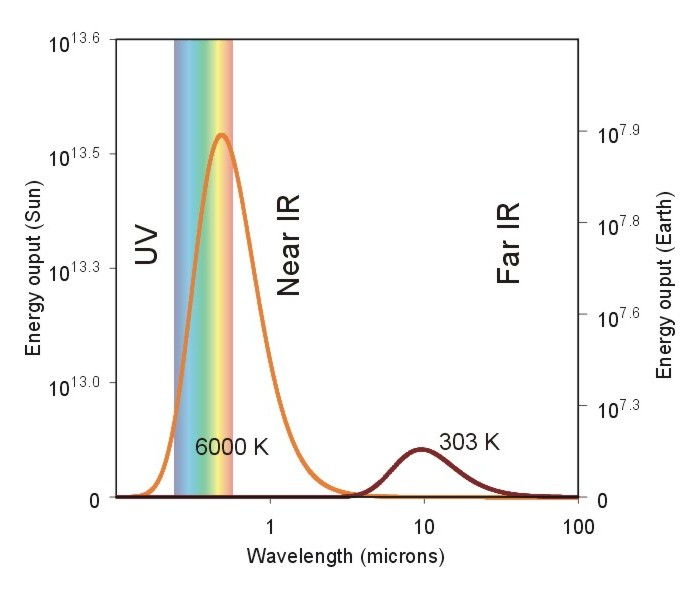 10^13.6
10^13.5
10^13.3
10^13.0
0
Energy ouput (Sun)
UV
Near IR
Far IR
6000 K
303 K
10^7.9
10^7.8
10^7.6
10^7.3
0
Energy ouput (Earth)
1
10
100
Wavelength (microns)